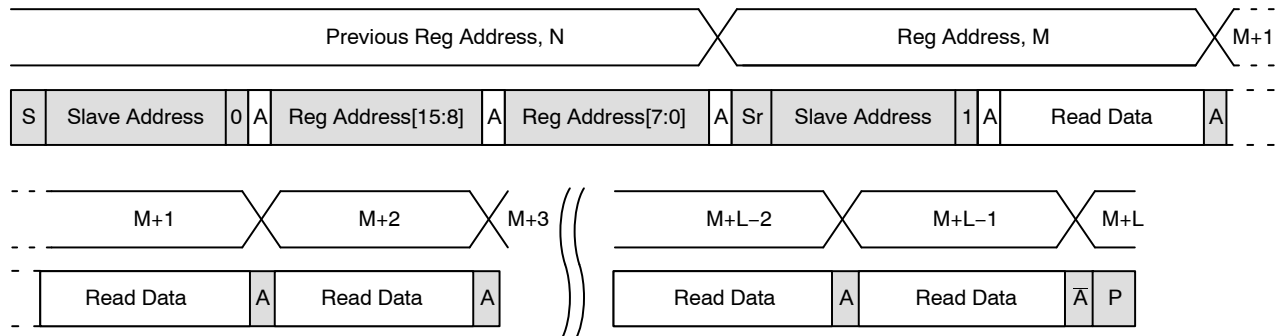 Previous Reg Address, N Reg Address, M M+1
S Slave Address 0 A Reg Address[15:8] A Reg Address[7:0] A Sr Slave Address 1 A Read Data A
M+1 M+2 M+3 M+L−2 M+L−1 M+L
Read Data A Read Data A Read Data A Read Data A̅ P